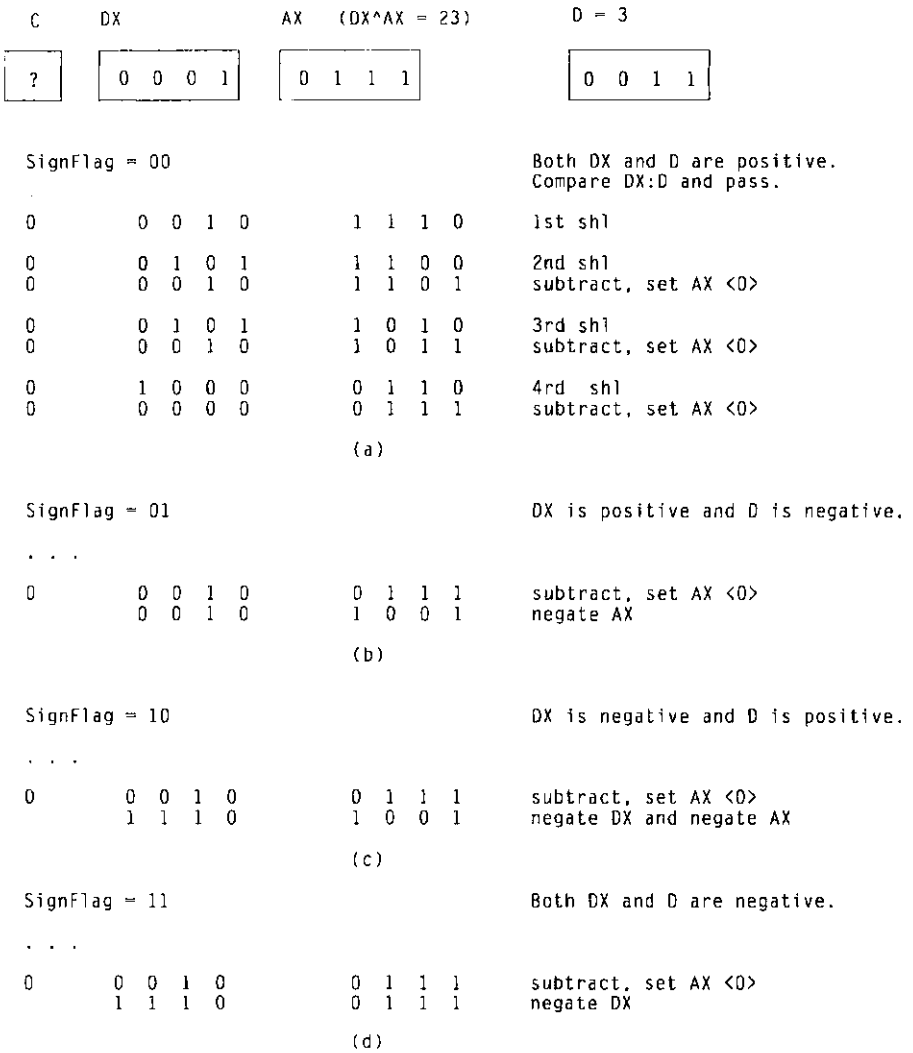 C DX AX (DX^AX = 23) D = 3
? 0 0 0 1 0 1 1 1 0 0 1 1
SignFlag = 00 Both DX and D are positive.
Compare DX:D and pass.
0 0 0 1 0 1 1 1 0 1st shl
0 0 1 0 1 1 1 0 0 2nd shl
0 0 0 1 0 1 1 0 1 subtract, set AX <0>
0 0 1 0 1 1 0 1 0 3rd shl
0 0 0 1 0 1 0 1 1 subtract, set AX <0>
0 1 0 0 0 0 1 1 0 4rd shl
0 0 0 0 0 0 1 1 1 subtract, set AX <0>
(a)
SignFlag = 01 DX is positive and D is negative.
. . .
0 0 0 1 0 0 1 1 1 subtract, set AX <0>
0 0 1 0 1 0 0 1 negate AX
(b)
SignFlag = 10 DX is negative and D is positive.
. . .
0 0 0 1 0 0 1 1 1 subtract, set AX <0>
1 1 1 0 1 0 0 1 negate DX and negate AX
(c)
SignFlag = 11 Both DX and D are negative.
. . .
0 0 0 1 0 0 1 1 1 subtract, set AX <0>
1 1 1 0 0 1 1 1 negate DX
(d)